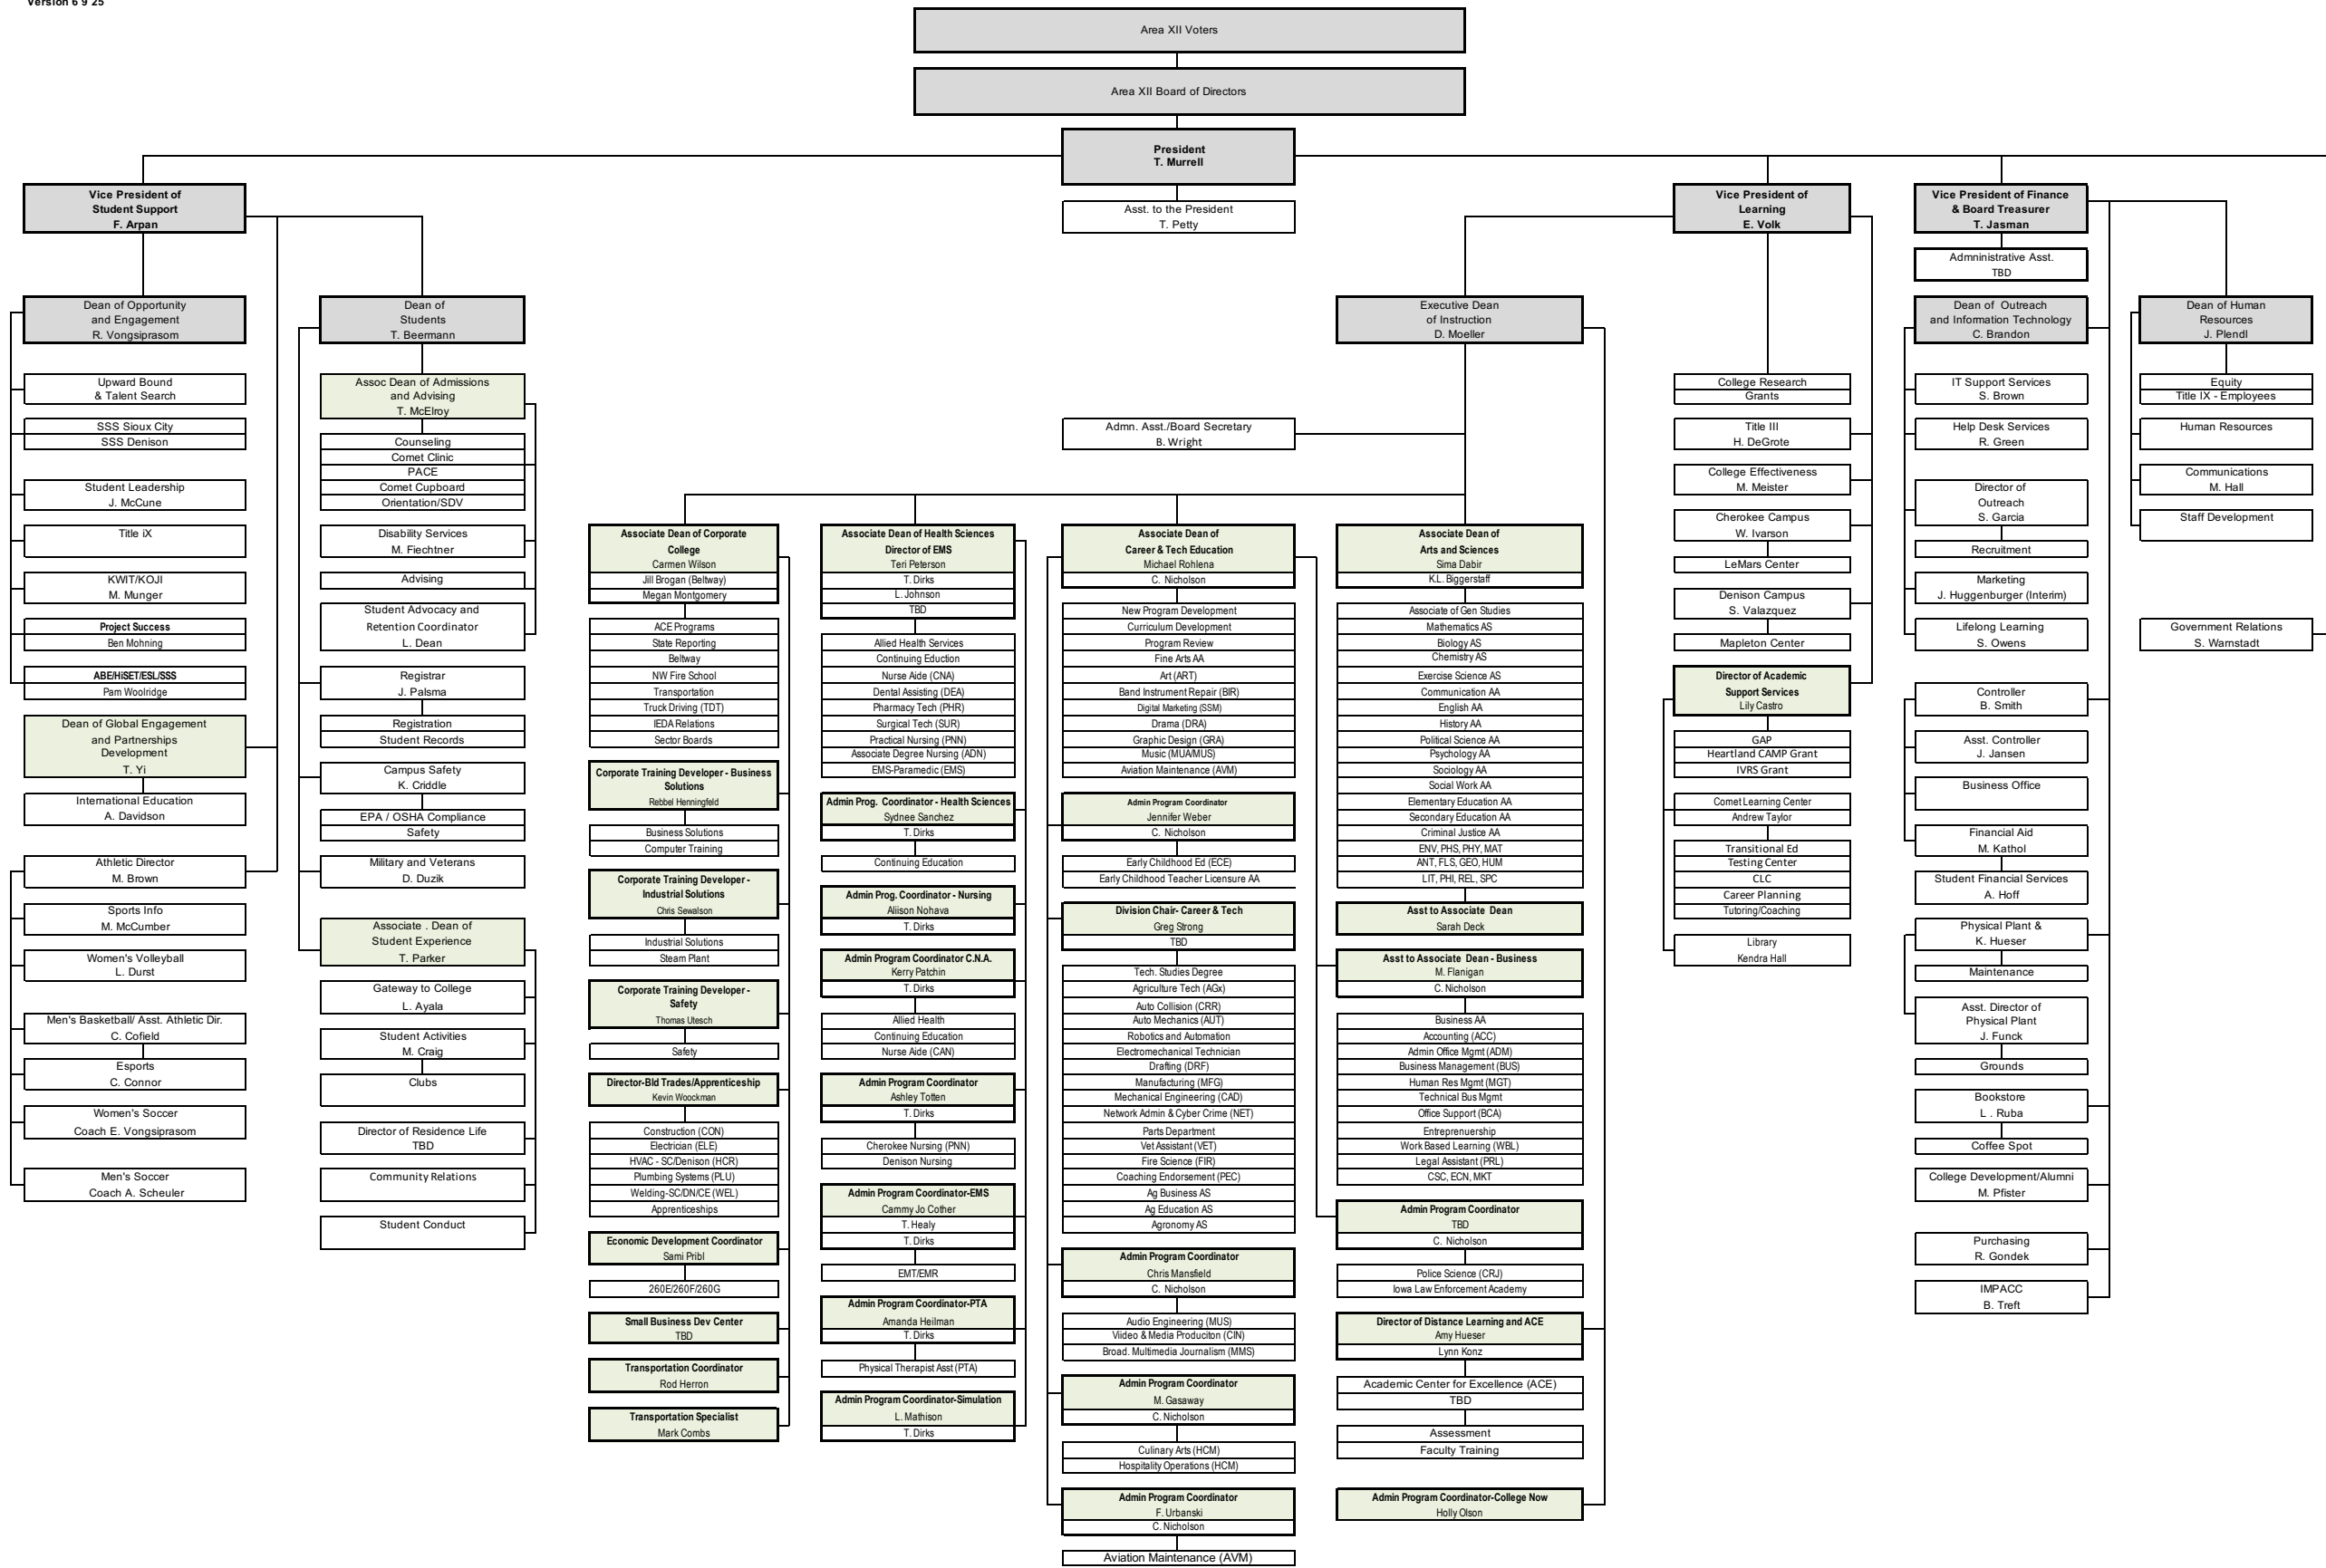 Version 6 9 25
Area XII Voters
Area XII Board of Directors
President
T. Murrell
Asst. to the President
T. Petty
Vice President of
Student Support
F. Arpan
Dean of Opportunity
and Engagement
R. Vongsiprasom
Upward Bound
& Talent Search
SSS Sioux City
SSS Denison
Student Leadership
J. McCune
Title iX
KWIT/KOJI
M. Munger
Project Success
Ben Mohning
ABE/HiSET/ESL/SSS
Pam Woolridge
Dean of Global Engagement
and Partnerships
Development
T. Yi
International Education
A. Davidson
Athletic Director
M. Brown
Sports Info
M. McCumber
Women's Volleyball
L. Durst
Men's Basketball/ Asst. Athletic Dir.
C. Cofield
Esports
C. Connor
Women's Soccer
Coach E. Vongsiprasom
Men's Soccer
Coach A. Scheuler
Dean of
Students
T. Beermann
Assoc Dean of Admissions
and Advising
T. McElroy
Counseling
Comet Clinic
PACE
Comet Cupboard
Orientation/SDV
Disability Services
M. Fiechtner
Advising
Student Advocacy and
Retention Coordinator
L. Dean
Registrar
J. Palsma
Registration
Student Records
Campus Safety
K. Criddle
EPA / OSHA Compliance
Safety
Military and Veterans
D. Duzik
Associate . Dean of
Student Experience
T. Parker
Gateway to College
L. Ayala
Student Activities
M. Craig
Clubs
Director of Residence Life
TBD
Community Relations
Student Conduct
Vice President of
Learning
E. Volk
Executive Dean
of Instruction
D. Moeller
Admn. Asst./Board Secretary
B. Wright
Associate Dean of Corporate
College
Carmen Wilson
Jill Brogan (Beltway)
Megan Montgomery
ACE Programs
State Reporting
Beltway
NW Fire School
Transportation
Truck Driving (TDT)
IEDA Relations
Sector Boards
Corporate Training Developer - Business
Solutions
Rebbel Henningfeld
Business Solutions
Computer Training
Corporate Training Developer -
Industrial Solutions
Chris Sewalson
Industrial Solutions
Steam Plant
Corporate Training Developer -
Safety
Thomas Utesch
Safety
Director-Bld Trades/Apprenticeship
Kevin Woockman
Construction (CON)
Electrician (ELE)
HVAC - SC/Denison (HCR)
Plumbing Systems (PLU)
Welding-SC/DN/CE (WEL)
Apprenticeships
Economic Development Coordinator
Sami Pribl
260E/260F/260G
Small Business Dev Center
TBD
Transportation Coordinator
Rod Herron
Transportation Specialist
Mark Combs
Associate Dean of Health Sciences
Director of EMS
Teri Peterson
T. Dirks
L. Johnson
TBD
Allied Health Services
Continuing Eduction
Nurse Aide (CNA)
Dental Assisting (DEA)
Pharmacy Tech (PHR)
Surgical Tech (SUR)
Practical Nursing (PNN)
Associate Degree Nursing (ADN)
EMS-Paramedic (EMS)
Admin Prog. Coordinator - Health Sciences
Sydnee Sanchez
T. Dirks
Continuing Education
Admin Prog. Coordinator - Nursing
Aliison Nohava
T. Dirks
Admin Program Coordinator C.N.A.
Kerry Patchin
T. Dirks
Allied Health
Continuing Education
Nurse Aide (CAN)
Admin Program Coordinator
Ashley Totten
T. Dirks
Cherokee Nursing (PNN)
Denison Nursing
Admin Program Coordinator-EMS
Cammy Jo Cother
T. Healy
T. Dirks
EMT/EMR
Admin Program Coordinator-PTA
Amanda Heilman
T. Dirks
Physical Therapist Asst (PTA)
Admin Program Coordinator-Simulation
L. Mathison
T. Dirks
Associate Dean of
Career & Tech Education
Michael Rohlena
C. Nicholson
New Program Development
Curriculum Development
Program Review
Fine Arts AA
Art (ART)
Band Instrument Repair (BIR)
Digital Marketing (SSM)
Drama (DRA)
Graphic Design (GRA)
Music (MUA/MUS)
Aviation Maintenance (AVM)
Admin Program Coordinator
Jennifer Weber
C. Nicholson
Early Childhood Ed (ECE)
Early Childhood Teacher Licensure AA
Division Chair- Career & Tech
Greg Strong
TBD
Tech. Studies Degree
Agriculture Tech (AGx)
Auto Collision (CRR)
Auto Mechanics (AUT)
Robotics and Automation
Electromechanical Technician
Drafting (DRF)
Manufacturing (MFG)
Mechanical Engineering (CAD)
Network Admin & Cyber Crime (NET)
Parts Department
Vet Assistant (VET)
Fire Science (FIR)
Coaching Endorsement (PEC)
Ag Business AS
Ag Education AS
Agronomy AS
Admin Program Coordinator
Chris Mansfield
C. Nicholson
Audio Engineering (MUS)
Viideo & Media Produciton (CIN)
Broad. Multimedia Journalism (MMS)
Admin Program Coordinator
M. Gasaway
C. Nicholson
Culinary Arts (HCM)
Hospitality Operations (HCM)
Admin Program Coordinator
F. Urbanski
C. Nicholson
Aviation Maintenance (AVM)
Associate Dean of
Arts and Sciences
Sima Dabir
K.L. Biggerstaff
Associate of Gen Studies
Mathematics AS
Biology AS
Chemistry AS
Exercise Science AS
Communication AA
English AA
History AA
Political Science AA
Psychology AA
Sociology AA
Social Work AA
Elementary Education AA
Secondary Education AA
Criminal Justice AA
ENV, PHS, PHY, MAT
ANT, FLS, GEO, HUM
LIT, PHI, REL, SPC
Asst to Associate Dean
Sarah Deck
Asst to Associate Dean - Business
M. Flanigan
C. Nicholson
Business AA
Accounting (ACC)
Admin Office Mgmt (ADM)
Business Management (BUS)
Human Res Mgmt (MGT)
Technical Bus Mgmt
Office Support (BCA)
Entreprenuership
Work Based Learning (WBL)
Legal Assistant (PRL)
CSC, ECN, MKT
Admin Program Coordinator
TBD
C. Nicholson
Police Science (CRJ)
Iowa Law Enforcement Academy
Director of Distance Learning and ACE
Amy Hueser
Lynn Konz
Academic Center for Excellence (ACE)
TBD
Assessment
Faculty Training
Admin Program Coordinator-College Now
Holly Olson
College Research
Grants
Title III
H. DeGrote
College Effectiveness
M. Meister
Cherokee Campus
W. Ivarson
LeMars Center
Denison Campus
S. Valazquez
Mapleton Center
Director of Academic
Support Services
Lily Castro
GAP
Heartland CAMP Grant
IVRS Grant
Comet Learning Center
Andrew Taylor
Transitional Ed
Testing Center
CLC
Career Planning
Tutoring/Coaching
Library
Kendra Hall
Vice President of Finance
& Board Treasurer
T. Jasman
Admninistrative Asst.
TBD
Dean of Outreach
and Information Technology
C. Brandon
IT Support Services
S. Brown
Help Desk Services
R. Green
Director of
Outreach
S. Garcia
Recruitment
Marketing
J. Huggenburger (Interim)
Lifelong Learning
S. Owens
Controller
B. Smith
Asst. Controller
J. Jansen
Business Office
Financial Aid
M. Kathol
Student Financial Services
A. Hoff
Physical Plant &
K. Hueser
Maintenance
Asst. Director of
Physical Plant
J. Funck
Grounds
Bookstore
L . Ruba
Coffee Spot
College Development/Alumni
M. Pfister
Purchasing
R. Gondek
IMPACC
B. Treft
Dean of Human
Resources
J. Plendl
Equity
Title IX - Employees
Human Resources
Communications
M. Hall
Staff Development
Government Relations
S. Warnstadt